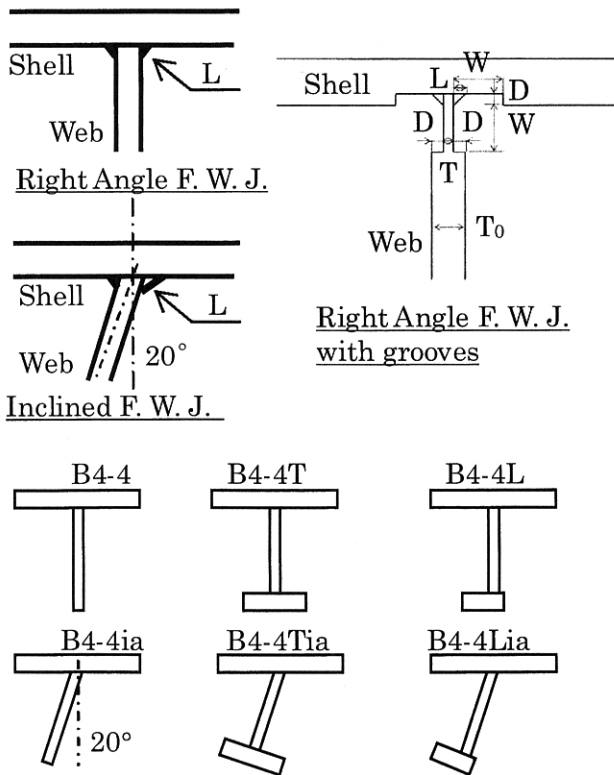 Shell
L
Web
Right Angle F. W. J.
Shell
L
Web
20°
Inclined F. W. J.
L
W
Shell
D
D
D
W
T
Web
T₀
Right Angle F. W. J.
with grooves
B4-4
B4-4T
B4-4L
B4-4ia
B4-4Tia
B4-4Lia
20°